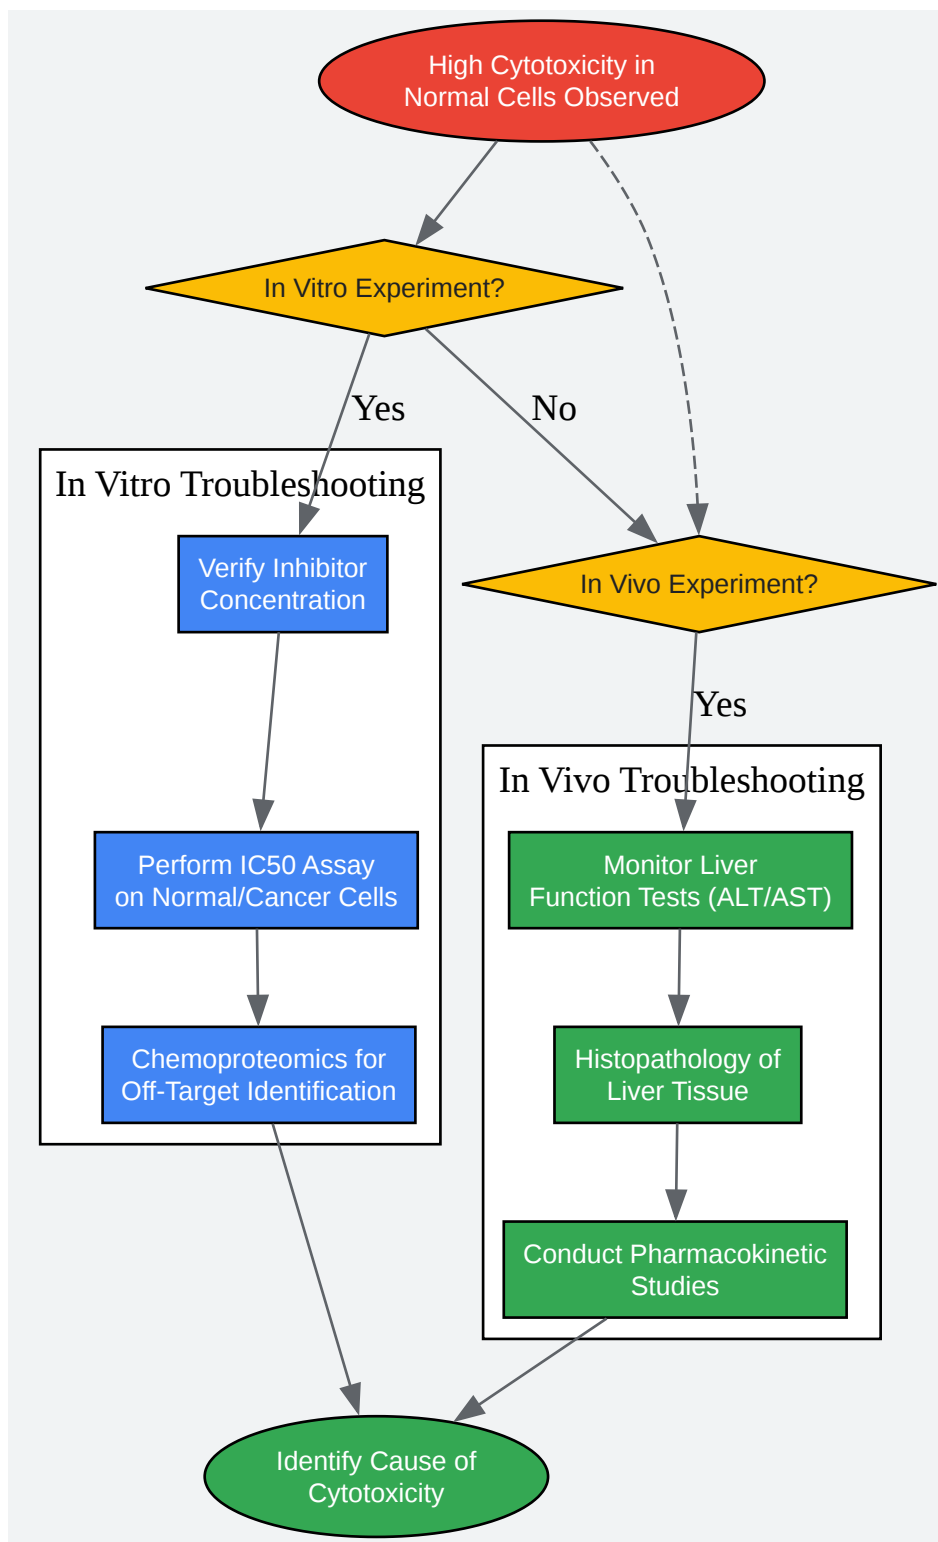 High Cytotoxicity in
Normal Cells Observed
In Vitro Experiment?
Yes
No
In Vitro Troubleshooting
Verify Inhibitor
Concentration
Perform IC50 Assay
on Normal/Cancer Cells
Chemoproteomics for
Off-Target Identification
In Vivo Experiment?
Yes
In Vivo Troubleshooting
Monitor Liver
Function Tests (ALT/AST)
Histopathology of
Liver Tissue
Conduct Pharmacokinetic
Studies
Identify Cause of
Cytotoxicity